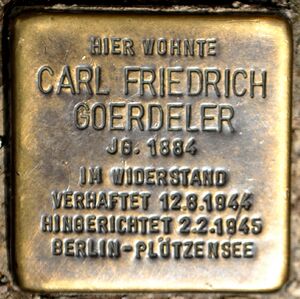 HIER WOHNTE
CARL FRIEDRICH
GOERDELER
JG. 1884
IM WIDERSTAND
VERHAFTET 12.8.1944
HINGERICHTET 2.2.1945
BERLIN-PLÖTZENSEE